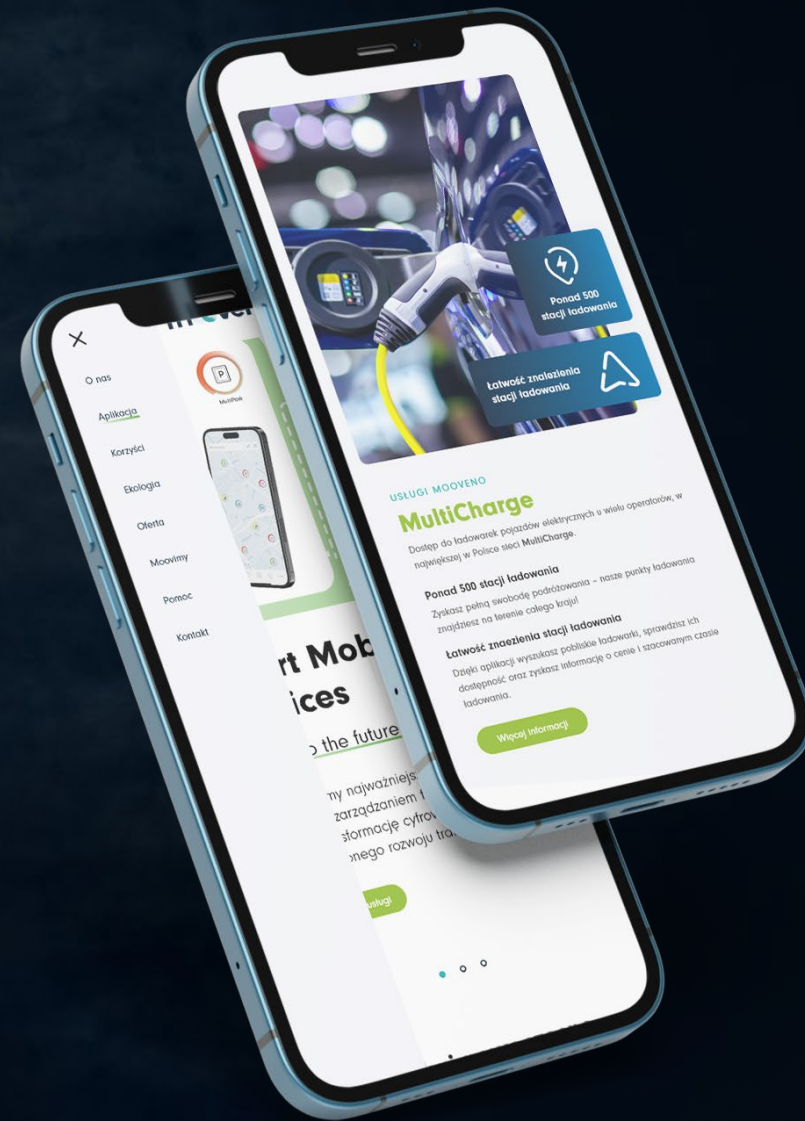 Ponad 500
stacji ładowania
Łatwość znalezienia
stacji ładowania
USŁUGI MOOVENO
MultiCharge
Dostęp do ładowarek pojazdów elektrycznych u wielu operatorów, w
największej w Polsce sieci MultiCharge.
Ponad 500 stacji ładowania
Zyskasz pełną swobodę podróżowania – nasze punkty ładowania
znajdziesz na terenie całego kraju!
Łatwość znaezienia stacji ładowania
Dzięki aplikacji wyszukasz pobliskie ładowarki, sprawdzisz ich
dostępność oraz zyskasz informację o cenie i szacowanym czasie
ładowania.
Więcej informacji
O nas
Aplikacja
Korzyści
Ekologia
Oferta
Moovimy
Pomoc
Kontakt
P
MultiPark
rt Mob
ices
o the future
my najważniejsz
zarządzaniem f
sformację cyfrow
onego rozwoju tra
usługi